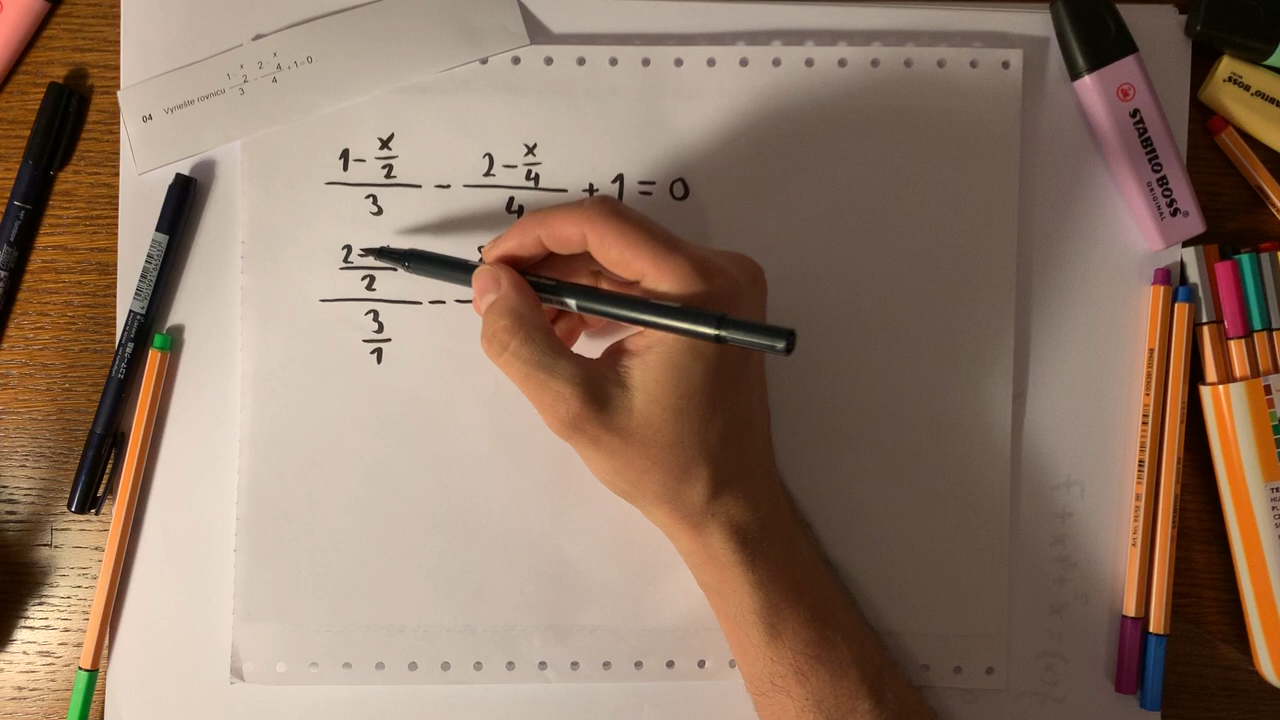 04 Vyriešte rovnicu (1-x/2)/3 - (2-x/4)/4 + 1 = 0
(1-x/2)/3 - (2-x/4)/4 + 1 = 0
2-
2
3
1
STABILO BOSS
ORIGINAL